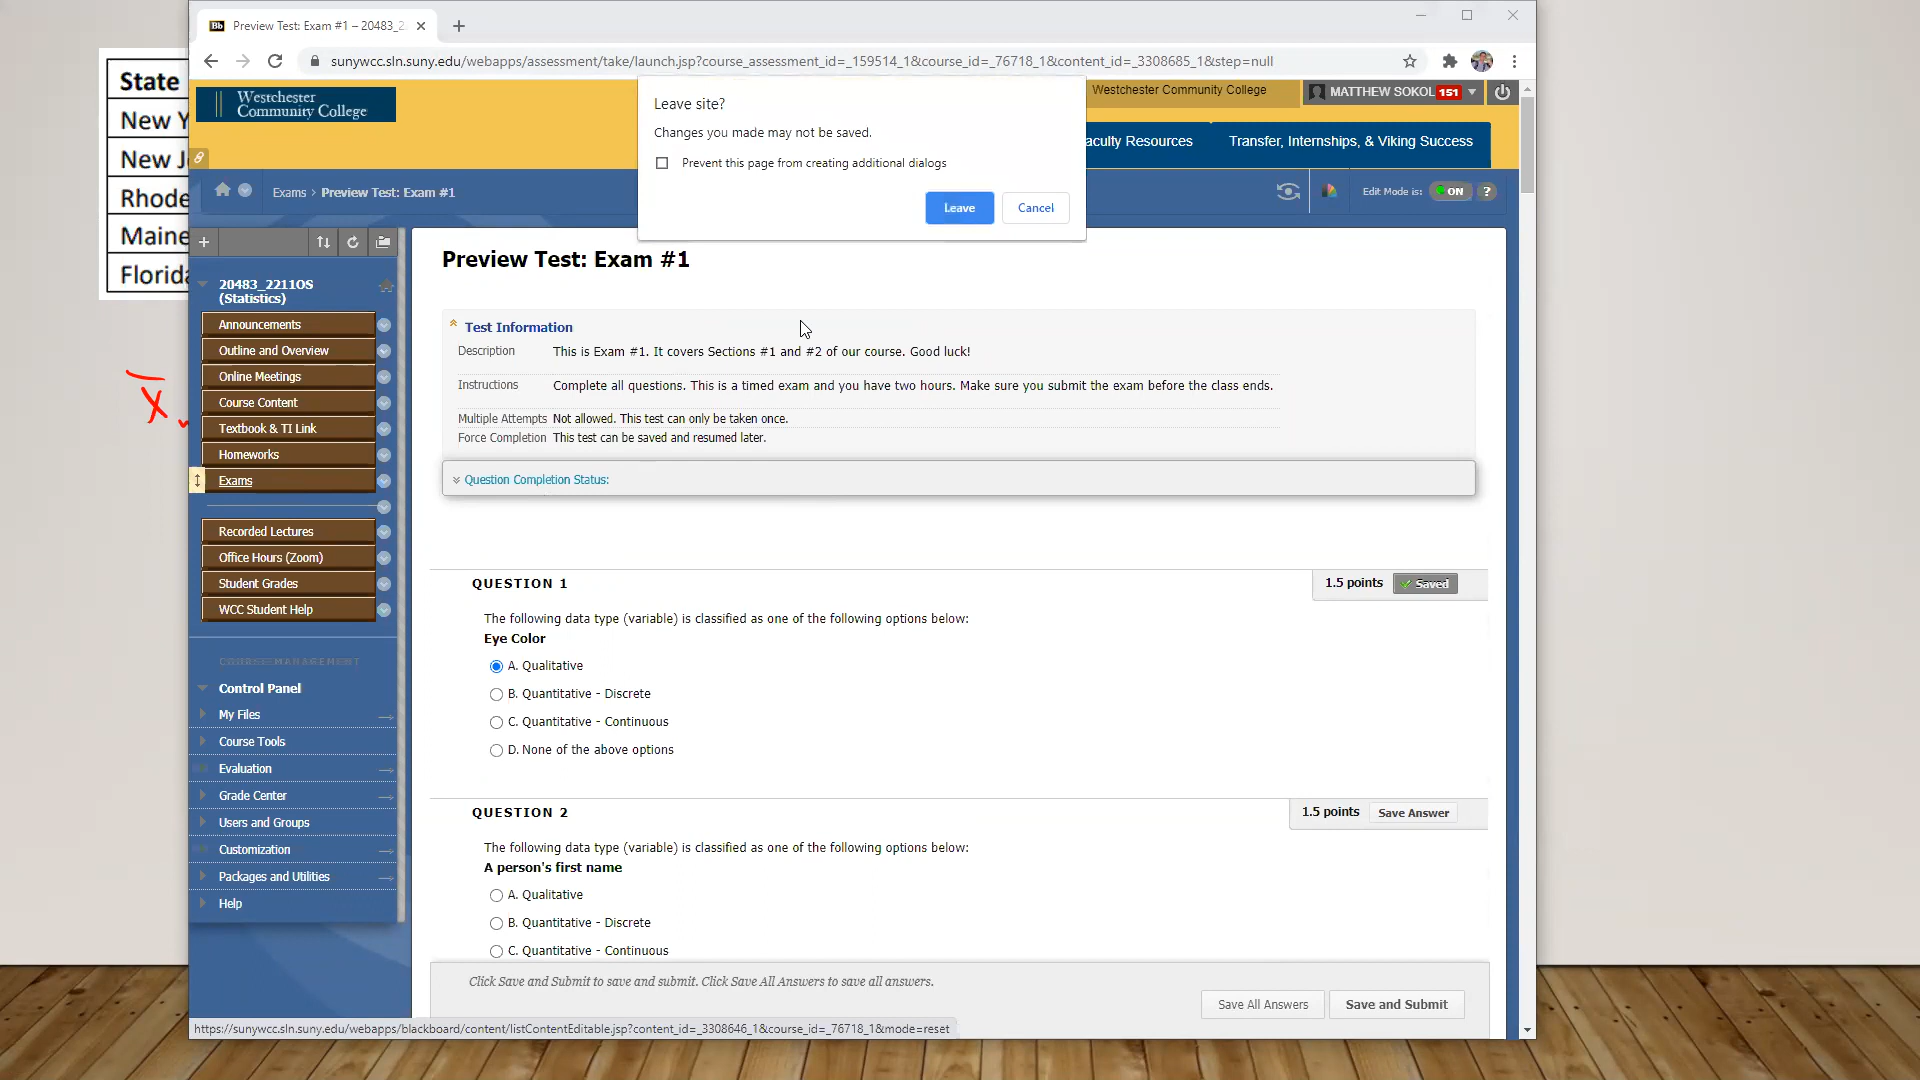 State
New Y
New J
Rhode
Maine
Florida
x̄
Preview Test: Exam #1 – 20483_2
sunywcc.sln.suny.edu/webapps/assessment/take/launch.jsp?course_assessment_id=_159514_1&course_id=_76718_1&content_id=_3308685_1&step=null
Westchester
Community College
Westchester Community College
MATTHEW SOKOL 151
aculty Resources
Transfer, Internships, & Viking Success
Leave site?
Changes you made may not be saved.
Prevent this page from creating additional dialogs
Leave
Cancel
Exams > Preview Test: Exam #1
Edit Mode is: ON ?
20483_2211OS
(Statistics)
Announcements
Outline and Overview
Online Meetings
Course Content
Textbook & TI Link
Homeworks
Exams
Recorded Lectures
Office Hours (Zoom)
Student Grades
WCC Student Help
COURSE MANAGEMENT
Control Panel
My Files
Course Tools
Evaluation
Grade Center
Users and Groups
Customization
Packages and Utilities
Help
Preview Test: Exam #1
Test Information
Description This is Exam #1. It covers Sections #1 and #2 of our course. Good luck!
Instructions Complete all questions. This is a timed exam and you have two hours. Make sure you submit the exam before the class ends.
Multiple Attempts Not allowed. This test can only be taken once.
Force Completion This test can be saved and resumed later.
Question Completion Status:
QUESTION 1
1.5 points Saved
The following data type (variable) is classified as one of the following options below:
Eye Color
A. Qualitative
B. Quantitative - Discrete
C. Quantitative - Continuous
D. None of the above options
QUESTION 2
1.5 points Save Answer
The following data type (variable) is classified as one of the following options below:
A person's first name
A. Qualitative
B. Quantitative - Discrete
C. Quantitative - Continuous
Click Save and Submit to save and submit. Click Save All Answers to save all answers.
Save All Answers
Save and Submit
https://sunywcc.sln.suny.edu/webapps/blackboard/content/listContentEditable.jsp?content_id=_3308646_1&course_id=_76718_1&mode=reset